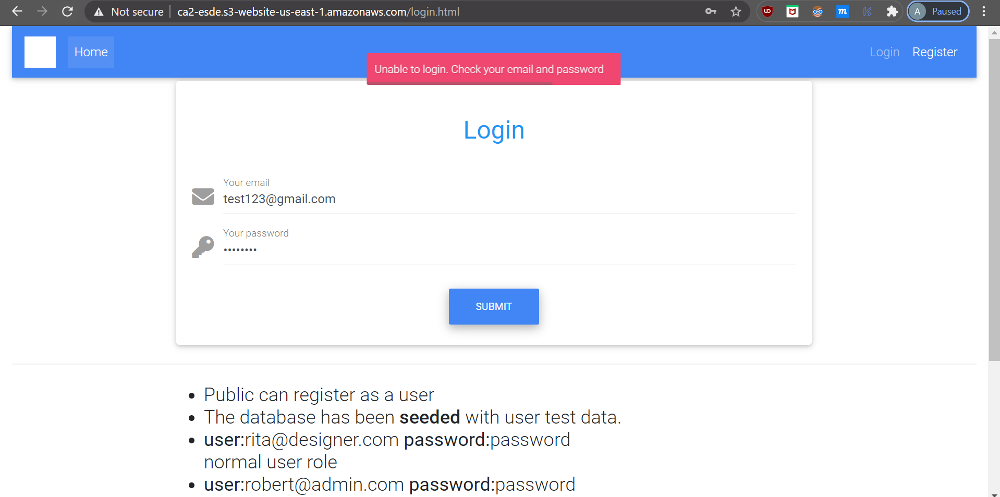 Not secure ca2-esde.s3-website-us-east-1.amazonaws.com/login.html A Paused
Home Login Register
Unable to login. Check your email and password
Login
Your email
test123@gmail.com
Your password
••••••••
SUBMIT
• Public can register as a user
• The database has been seeded with user test data.
• user:rita@designer.com password:password
normal user role
• user:robert@admin.com password:password